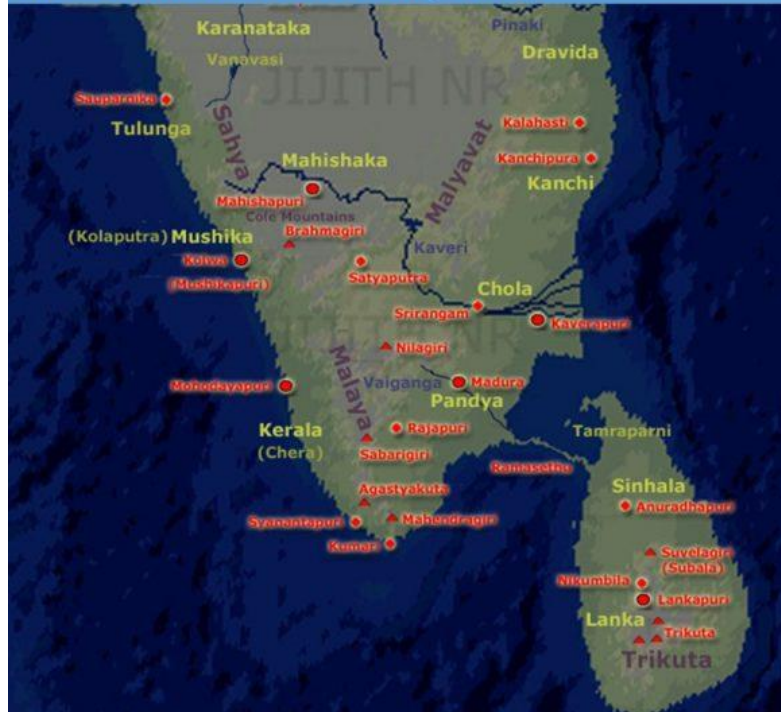 Karanataka
Pinaki
Dravida
Vanavasi
JIJITH NR
Sauparnika
Tulunga
Sahya
Kalahasti
Malyavat
Kanchipura
Kanchi
Mahishaka
Mahishapuri
Cole Mountains
(Kolaputra) Mushika
Brahmagiri
Kaveri
Kolwa
(Mushikapuri)
Satyaputra
Chola
Srirangam
Kaverapuri
JIJITH NR
Nilagiri
Malaya
Vaiganga
Madura
Mohodayapuri
Pandya
Kerala
(Chera)
Rajapuri
Tamraparni
Sabarigiri
Ramasethu
Agastyakuta
Sinhala
Anuradhapuri
Syanantapuri
Mahendragiri
Kumari
Suvelagiri
(Subala)
Nikumbila
Lankapuri
Lanka
Trikuta
Trikuta